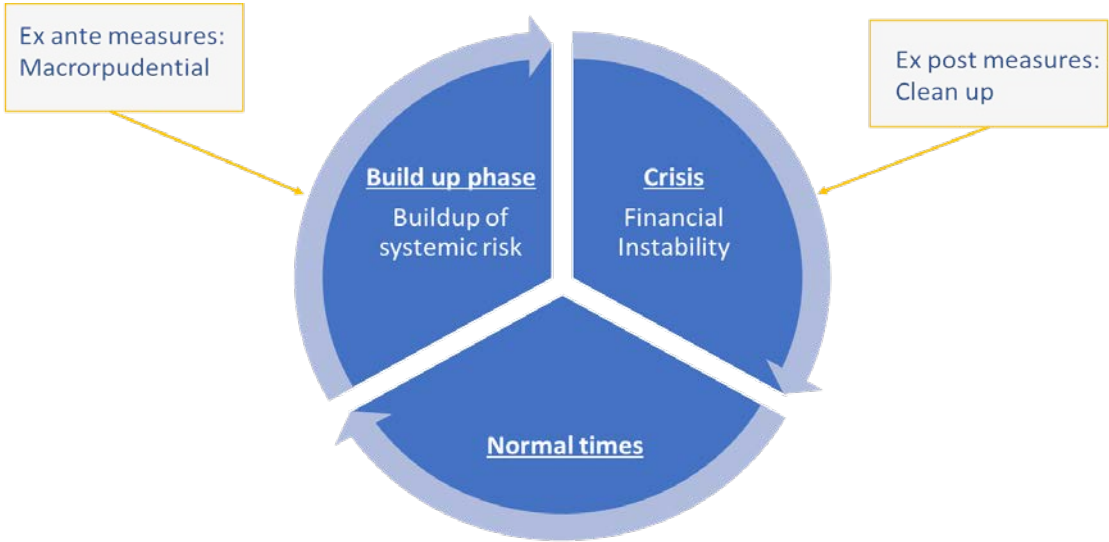 Ex ante measures:
Macrorpudential
Ex post measures:
Clean up
Build up phase
Buildup of
systemic risk
Crisis
Financial
Instability
Normal times